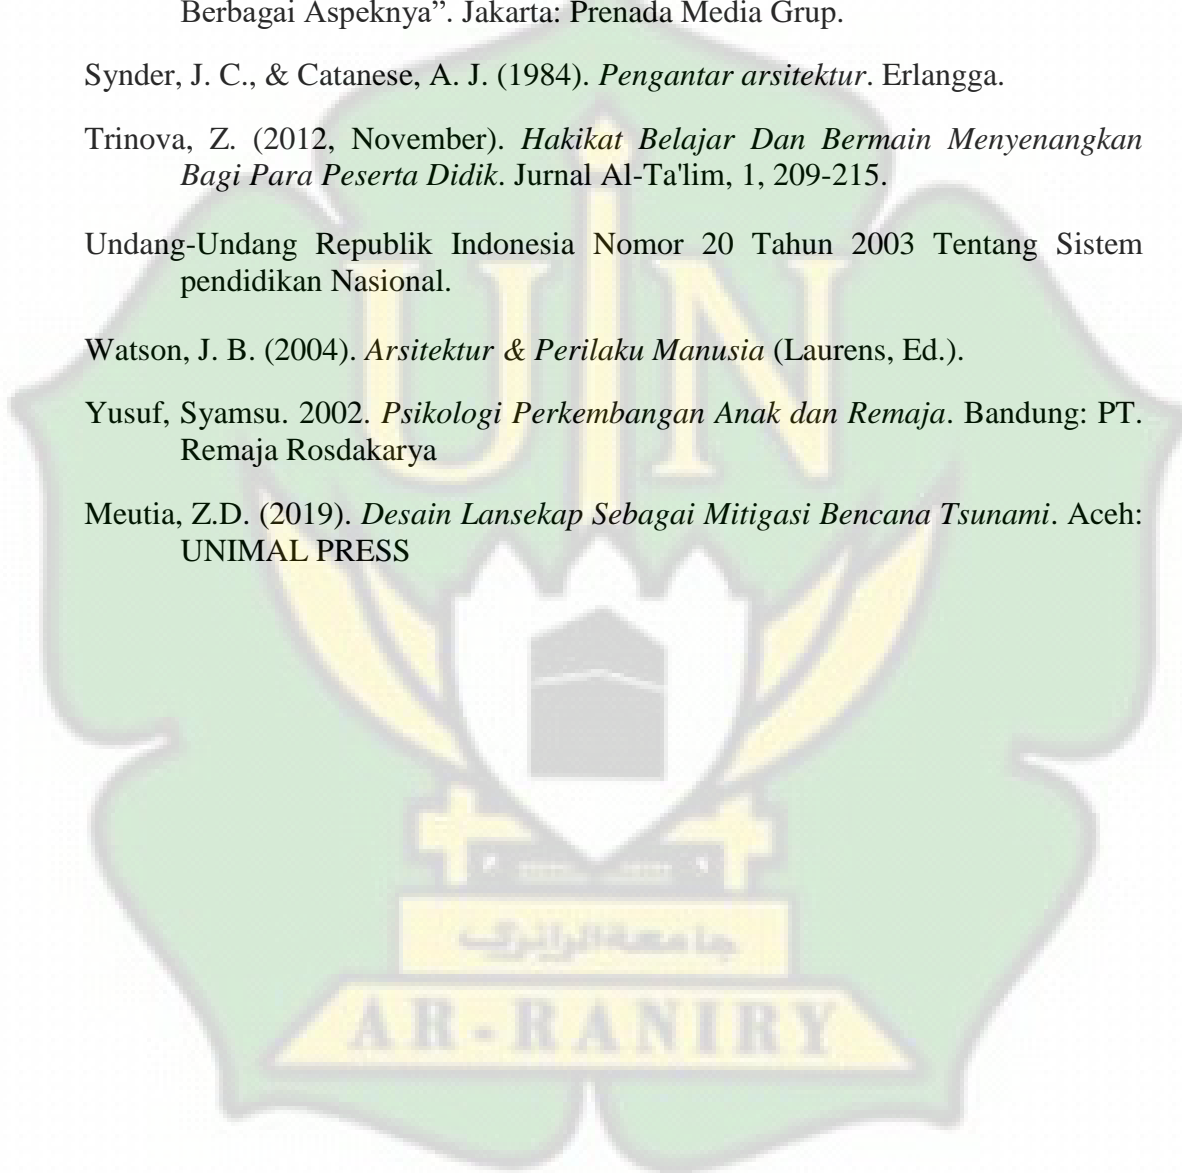 Berbagai Aspeknya”. Jakarta: Prenada Media Grup.
Synder, J. C., & Catanese, A. J. (1984). Pengantar arsitektur. Erlangga.
Trinova, Z. (2012, November). Hakikat Belajar Dan Bermain Menyenangkan
Bagi Para Peserta Didik. Jurnal Al-Ta'lim, 1, 209-215.
Undang-Undang Republik Indonesia Nomor 20 Tahun 2003 Tentang Sistem
pendidikan Nasional.
Watson, J. B. (2004). Arsitektur & Perilaku Manusia (Laurens, Ed.).
Yusuf, Syamsu. 2002. Psikologi Perkembangan Anak dan Remaja. Bandung: PT.
Remaja Rosdakarya
Meutia, Z.D. (2019). Desain Lansekap Sebagai Mitigasi Bencana Tsunami. Aceh:
UNIMAL PRESS
UIN
جامعة الرانري
AR-RANIRY